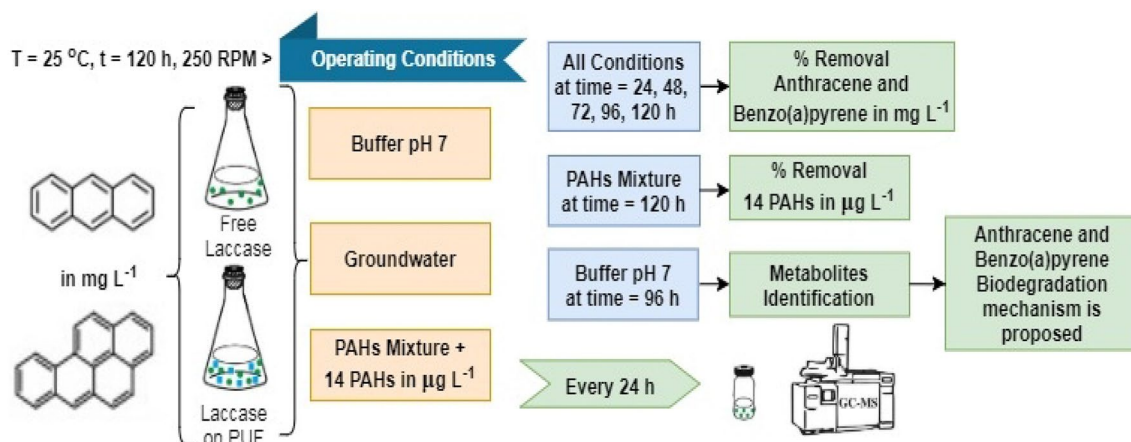 T = 25 °C, t = 120 h, 250 RPM >
Operating Conditions
in mg L⁻¹
Free
Laccase
Laccase
on PUF
Buffer pH 7
Groundwater
PAHs Mixture +
14 PAHs in µg L⁻¹
All Conditions
at time = 24, 48,
72, 96, 120 h
% Removal
Anthracene and
Benzo(a)pyrene in mg L⁻¹
PAHs Mixture
at time = 120 h
% Removal
14 PAHs in µg L⁻¹
Buffer pH 7
at time = 96 h
Metabolites
Identification
Anthracene and
Benzo(a)pyrene
Biodegradation
mechanism is
proposed
Every 24 h
GC-MS